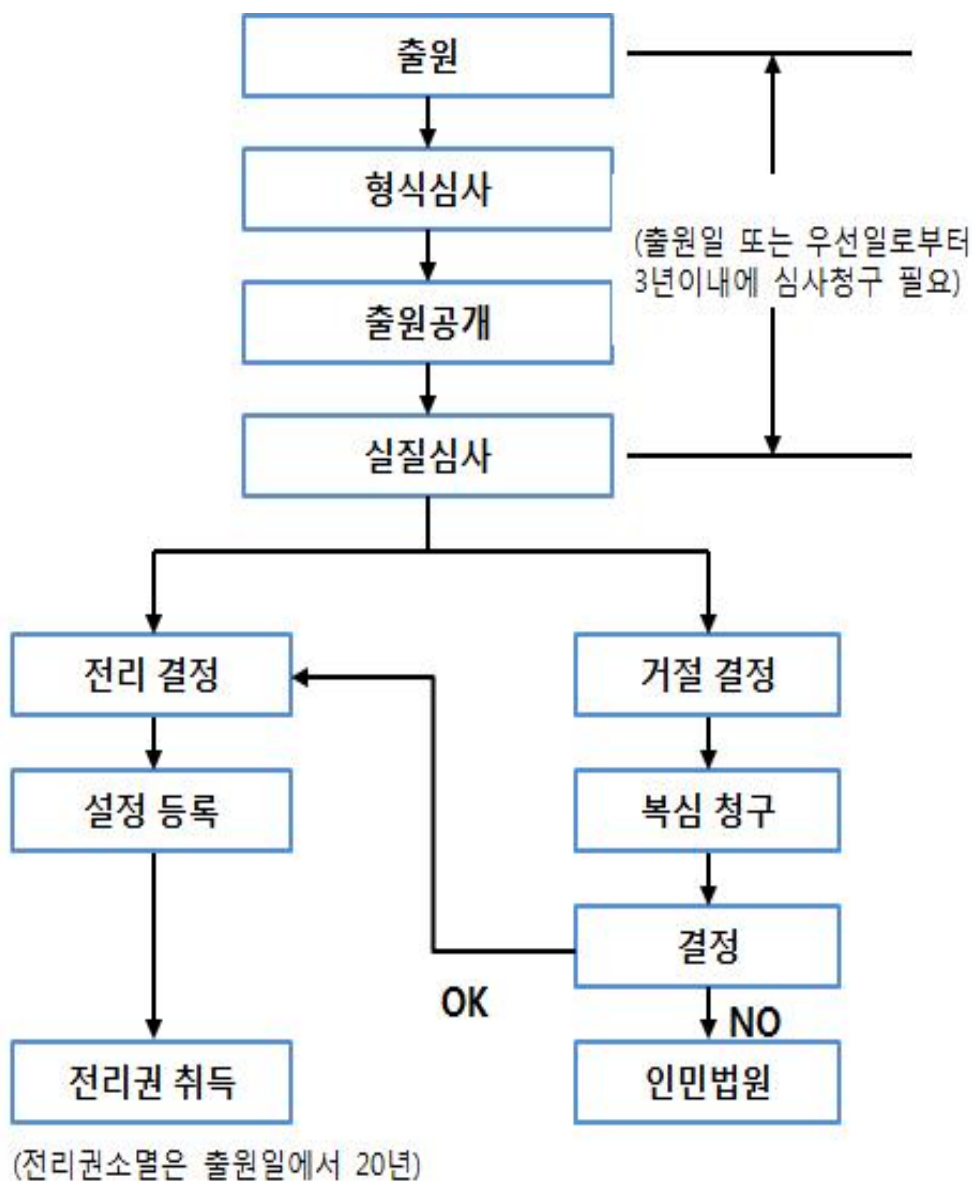 출원
형식심사
(출원일 또는 우선일로부터
3년이내에 심사청구 필요)
출원공개
실질심사
전리 결정
거절 결정
설정 등록
복심 청구
결정
OK
NO
전리권 취득
인민법원
(전리권소멸은 출원일에서 20년)